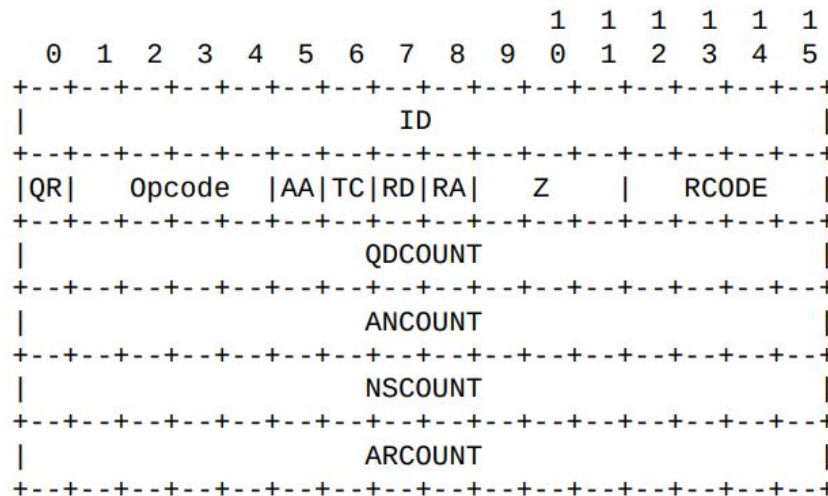 1 1 1 1 1 1
0 1 2 3 4 5 6 7 8 9 0 1 2 3 4 5
+--+--+--+--+--+--+--+--+--+--+--+--+--+--+--+--+
| ID |
+--+--+--+--+--+--+--+--+--+--+--+--+--+--+--+--+
|QR| Opcode |AA|TC|RD|RA| Z | RCODE |
+--+--+--+--+--+--+--+--+--+--+--+--+--+--+--+--+
| QDCOUNT |
+--+--+--+--+--+--+--+--+--+--+--+--+--+--+--+--+
| ANCOUNT |
+--+--+--+--+--+--+--+--+--+--+--+--+--+--+--+--+
| NSCOUNT |
+--+--+--+--+--+--+--+--+--+--+--+--+--+--+--+--+
| ARCOUNT |
+--+--+--+--+--+--+--+--+--+--+--+--+--+--+--+--+